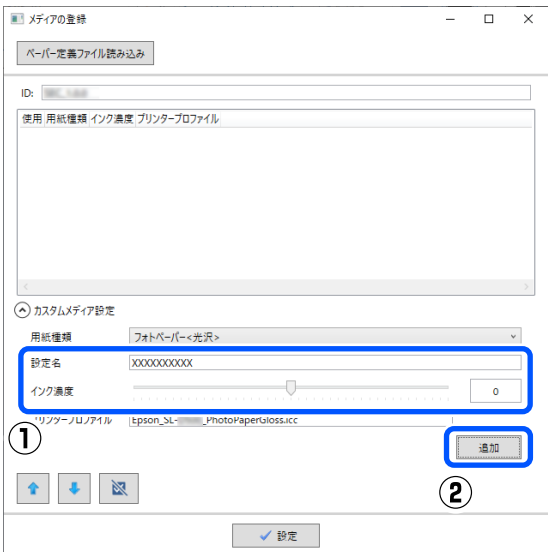 メディアの登録
ペーパー定義ファイル読み込み
ID:
使用 用紙種類 インク濃度 プリンタープロファイル
カスタムメディア設定
用紙種類 フォトペーパー<光沢>
設定名 XXXXXXXXXX
インク濃度 0
プリンタープロファイル Epson_SL- _PhotoPaperGloss.icc
① 追加
②
設定